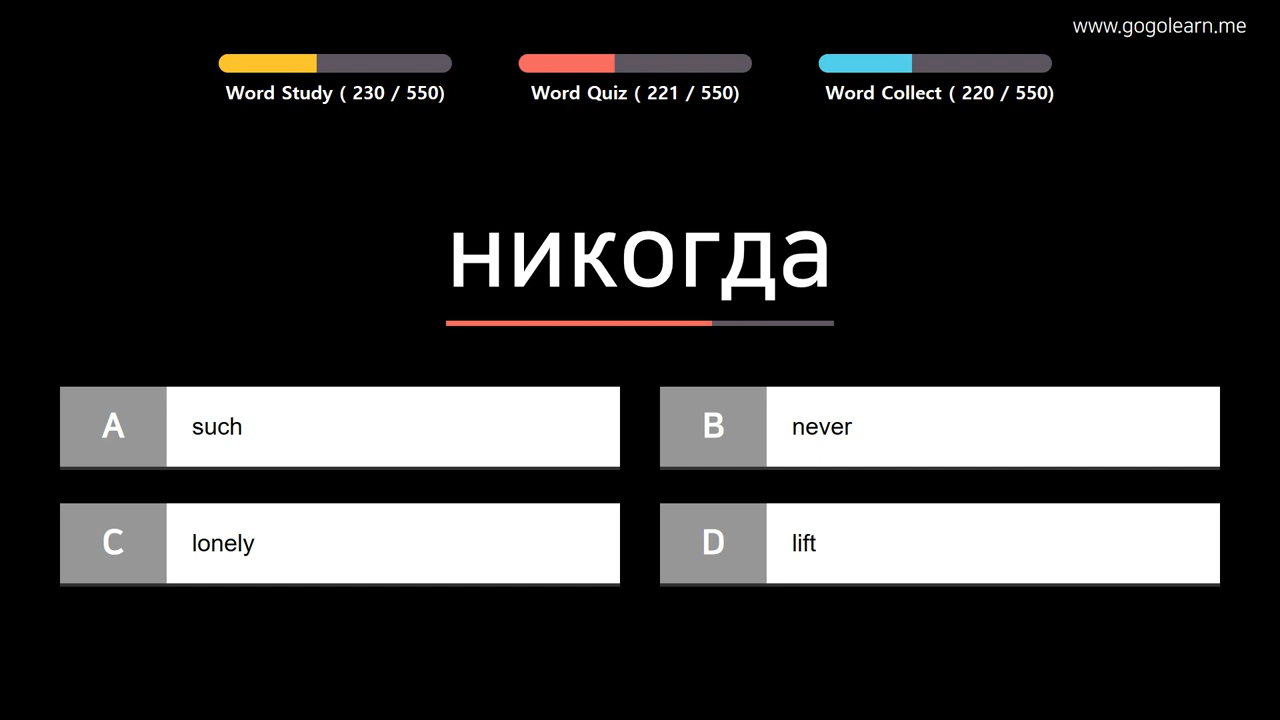 www.gogolearn.me
Word Study ( 230 / 550)
Word Quiz ( 221 / 550)
Word Collect ( 220 / 550)
никогда
A such
B never
C lonely
D lift